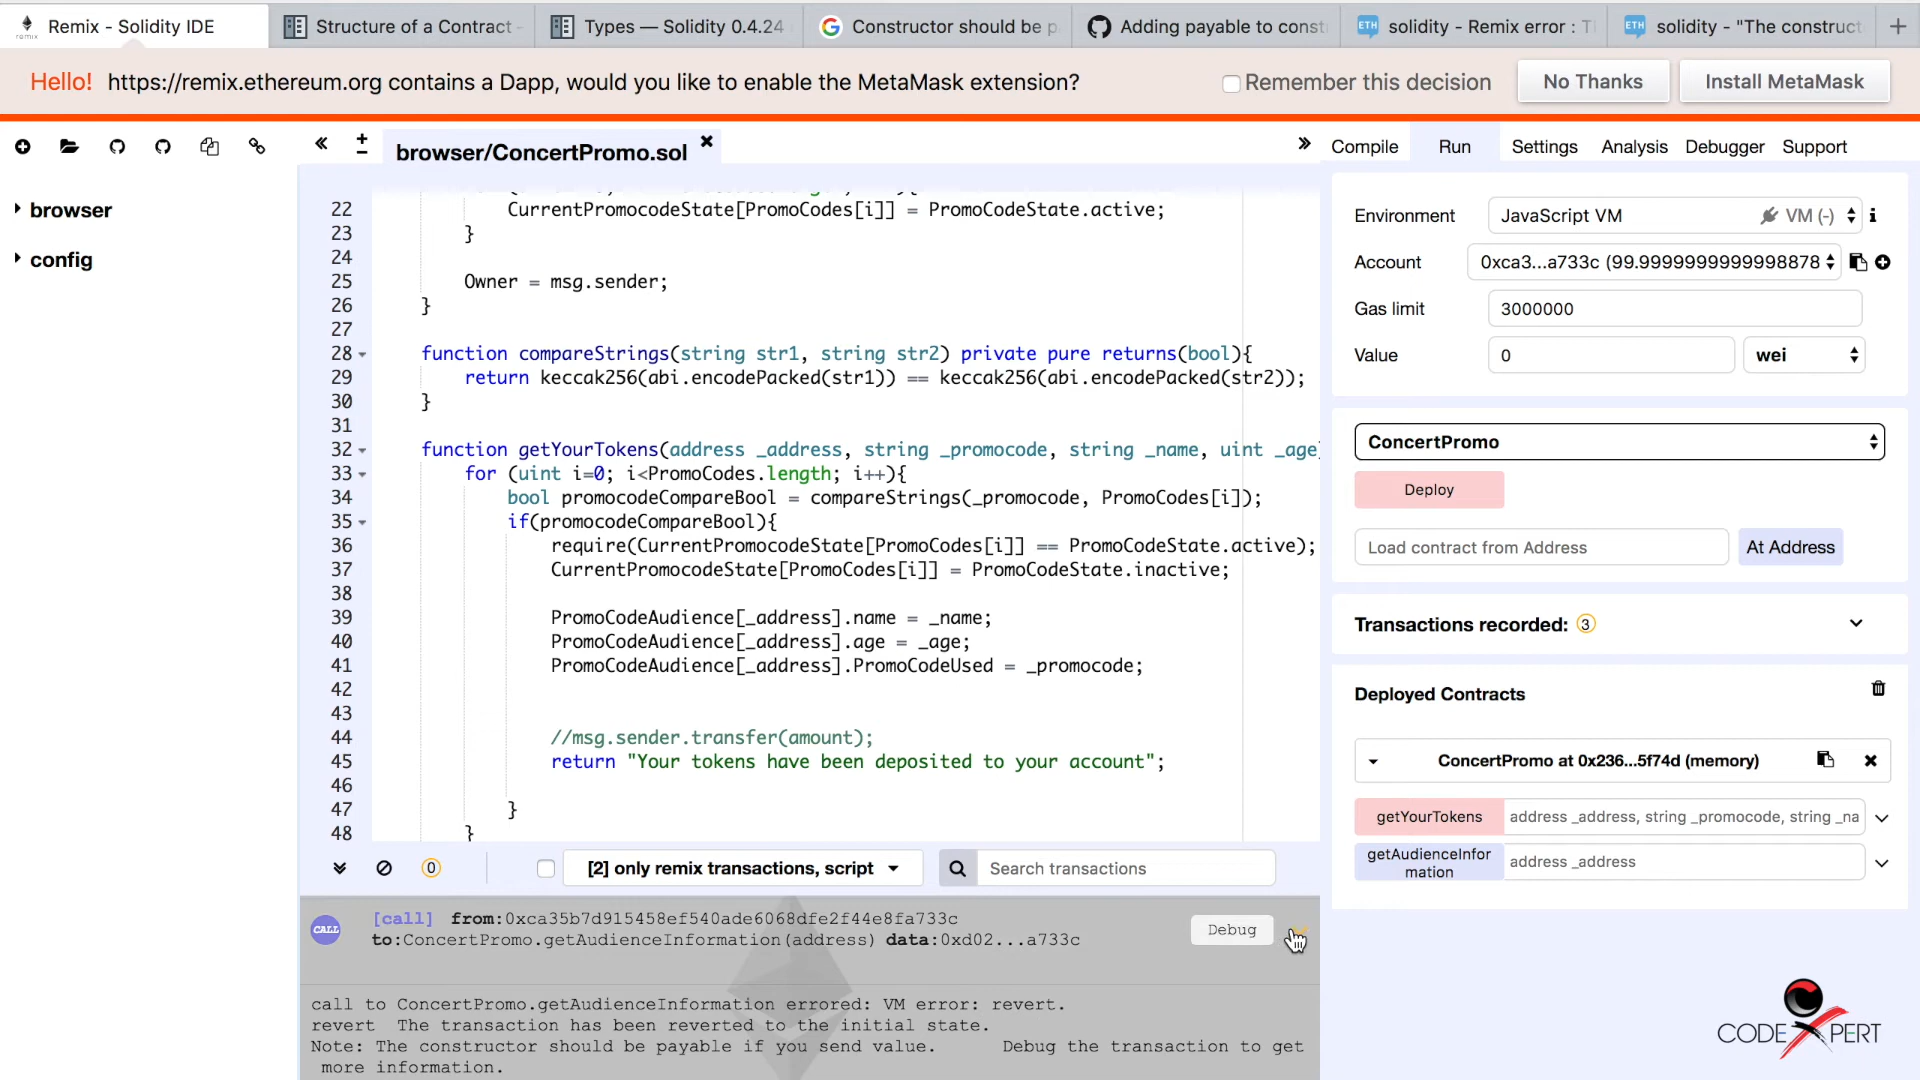 remix
Remix - Solidity IDE
Structure of a Contract -
Types — Solidity 0.4.24
Constructor should be p
Adding payable to const
ETH solidity - Remix error : T
ETH solidity - "The construct
Hello! https://remix.ethereum.org contains a Dapp, would you like to enable the MetaMask extension?
Remember this decision
No Thanks
Install MetaMask
browser
config
browser/ConcertPromo.sol
22 CurrentPromocodeState[PromoCodes[i]] = PromoCodeState.active;
23 }
24
25 Owner = msg.sender;
26 }
27
28 function compareStrings(string str1, string str2) private pure returns(bool){
29 return keccak256(abi.encodePacked(str1)) == keccak256(abi.encodePacked(str2));
30 }
31
32 function getYourTokens(address _address, string _promocode, string _name, uint _age
33 for (uint i=0; i<PromoCodes.length; i++){
34 bool promocodeCompareBool = compareStrings(_promocode, PromoCodes[i]);
35 if(promocodeCompareBool){
36 require(CurrentPromocodeState[PromoCodes[i]] == PromoCodeState.active);
37 CurrentPromocodeState[PromoCodes[i]] = PromoCodeState.inactive;
38
39 PromoCodeAudience[_address].name = _name;
40 PromoCodeAudience[_address].age = _age;
41 PromoCodeAudience[_address].PromoCodeUsed = _promocode;
42
43
44 //msg.sender.transfer(amount);
45 return "Your tokens have been deposited to your account";
46
47 }
48 }
0
[2] only remix transactions, script
Search transactions
CALL
[call] from:0xca35b7d915458ef540ade6068dfe2f44e8fa733c
to:ConcertPromo.getAudienceInformation(address) data:0xd02...a733c
Debug
call to ConcertPromo.getAudienceInformation errored: VM error: revert.
revert The transaction has been reverted to the initial state.
Note: The constructor should be payable if you send value. Debug the transaction to get
more information.
Compile
Run
Settings
Analysis
Debugger
Support
Environment
JavaScript VM
VM (-)
Account
0xca3...a733c (99.9999999999998878
Gas limit
3000000
Value
0
wei
ConcertPromo
Deploy
Load contract from Address
At Address
Transactions recorded: 3
Deployed Contracts
ConcertPromo at 0x236...5f74d (memory)
getYourTokens
address _address, string _promocode, string _na
getAudienceInfor
mation
address _address
CODEXPERT